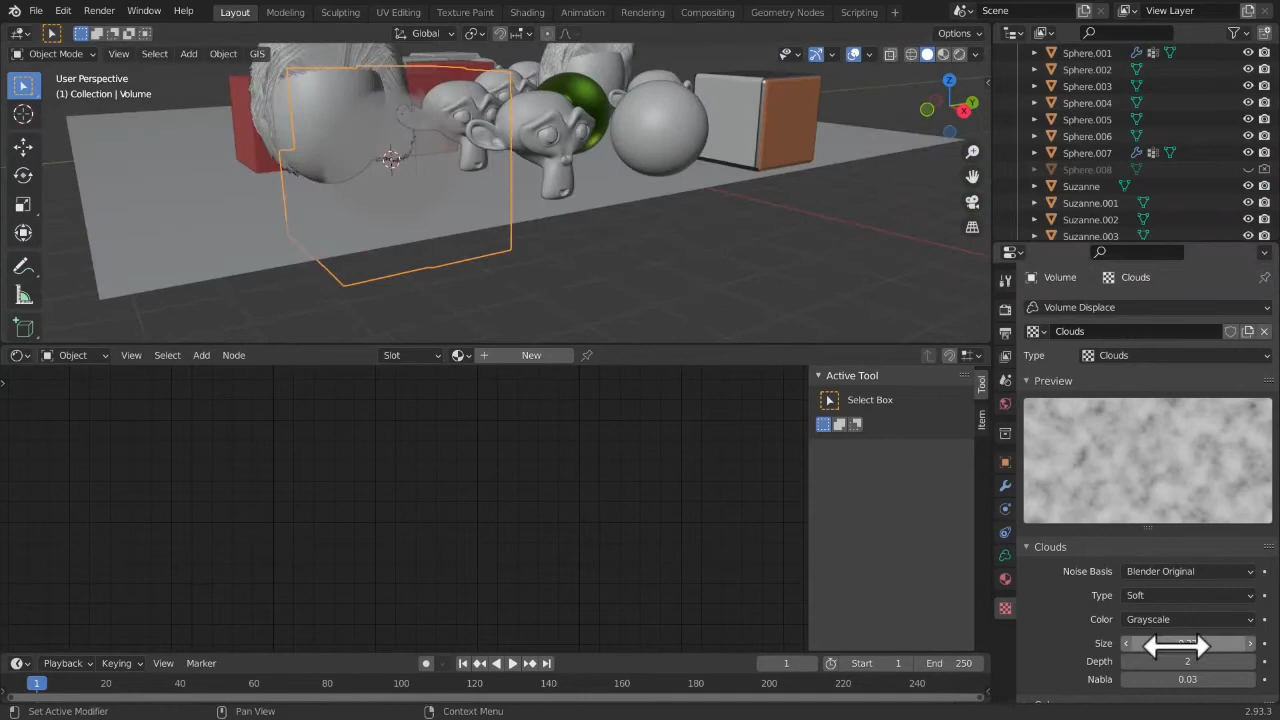 File Edit Render Window Help Layout Modeling Sculpting UV Editing Texture Paint Shading Animation Rendering Compositing Geometry Nodes Scripting + Scene View Layer
Global Options
Object Mode View Select Add Object GIS
User Perspective
(1) Collection | Volume
Z
Y
X
Sphere.001
Sphere.002
Sphere.003
Sphere.004
Sphere.005
Sphere.006
Sphere.007
Sphere.008
Suzanne
Suzanne.001
Suzanne.002
Suzanne.003
Volume Clouds
Volume Displace
Clouds
Type Clouds
Preview
Clouds
Noise Basis Blender Original
Type Soft
Color Grayscale
Size
Depth 2
Nabla 0.03
Object View Select Add Node Slot New
Active Tool
Select Box
Tool
Item
Playback Keying View Marker 1 Start 1 End 250
1 20 40 60 80 100 120 140 160 180 200 220 240
Set Active Modifier Pan View Context Menu 2.93.3